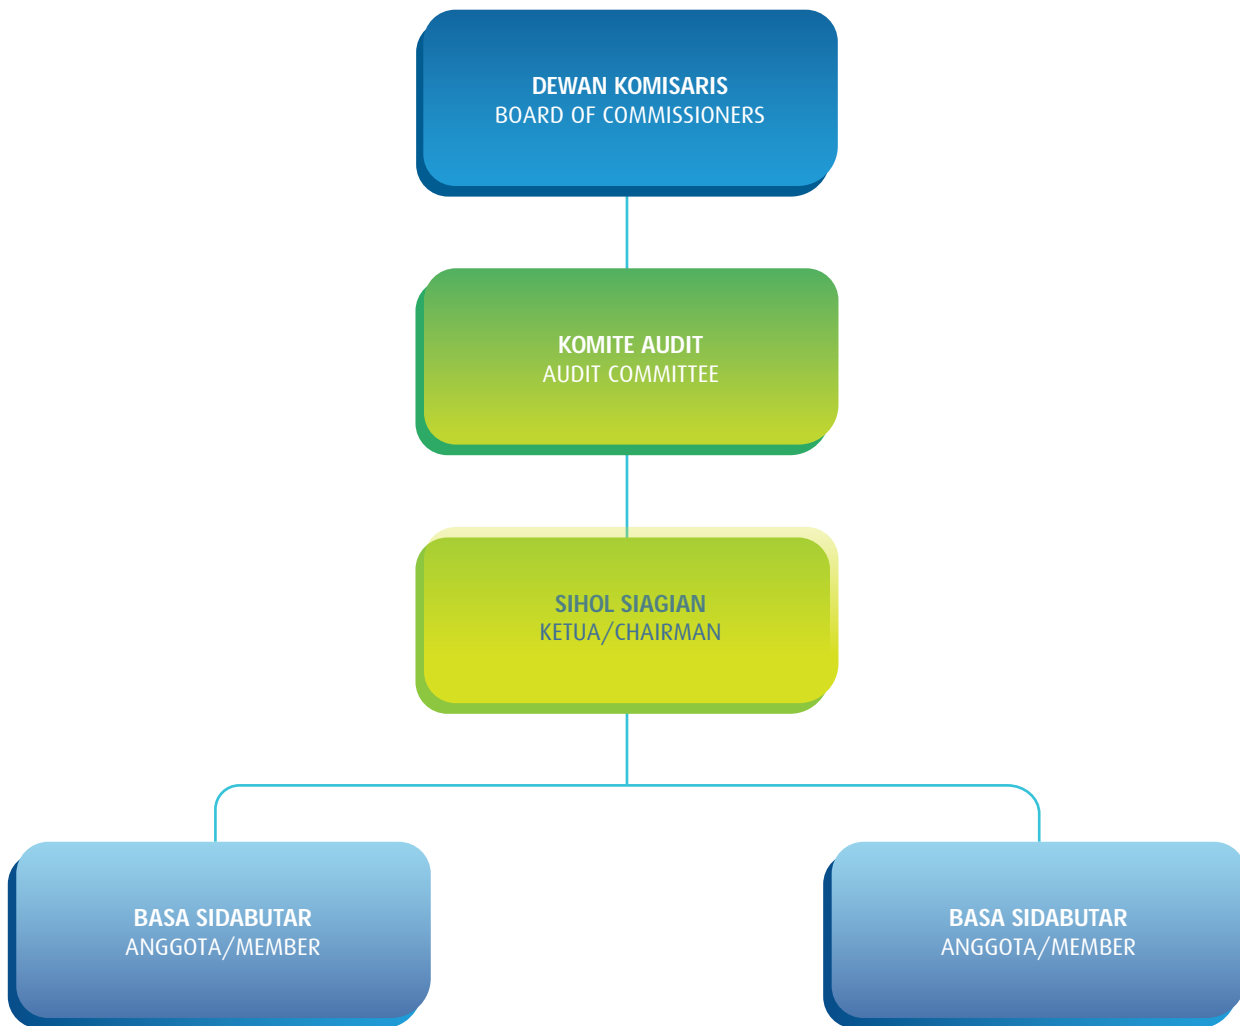 DEWAN KOMISARIS
BOARD OF COMMISSIONERS
KOMITE AUDIT
AUDIT COMMITTEE
SIHOL SIAGIAN
KETUA/CHAIRMAN
BASA SIDABUTAR
ANGGOTA/MEMBER
BASA SIDABUTAR
ANGGOTA/MEMBER